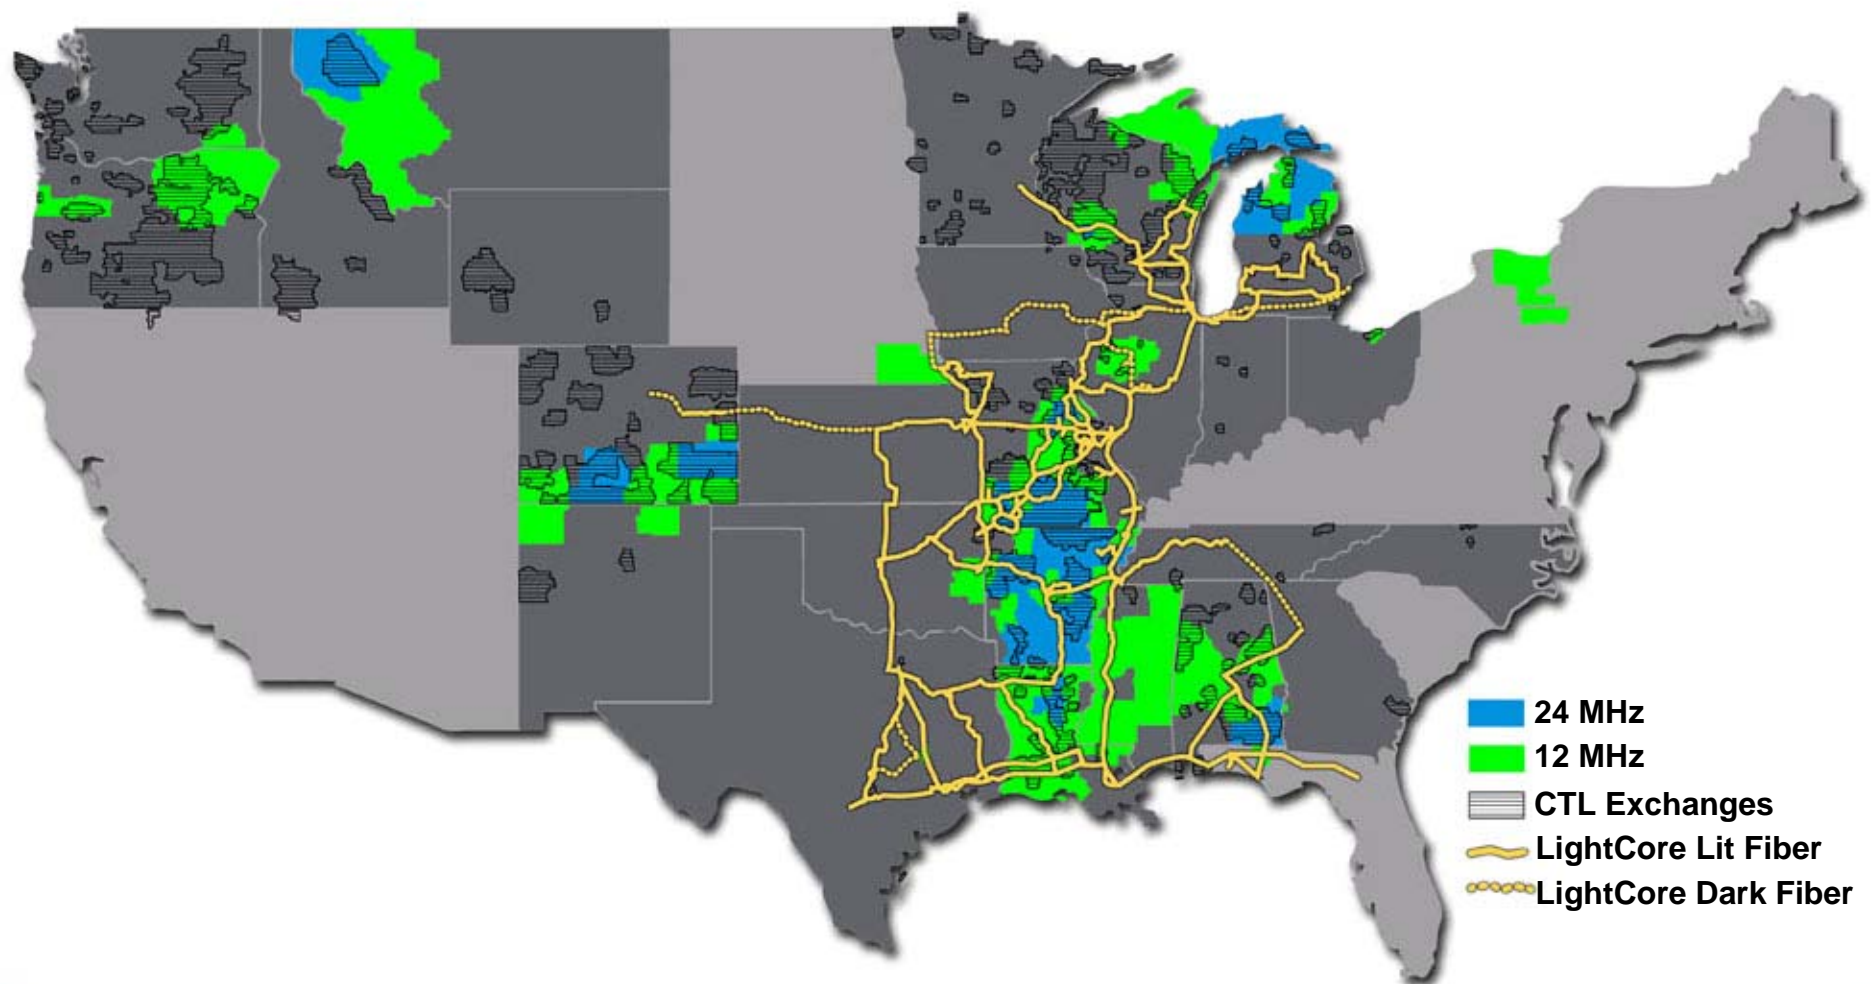 24 MHz
12 MHz
CTL Exchanges
LightCore Lit Fiber
LightCore Dark Fiber